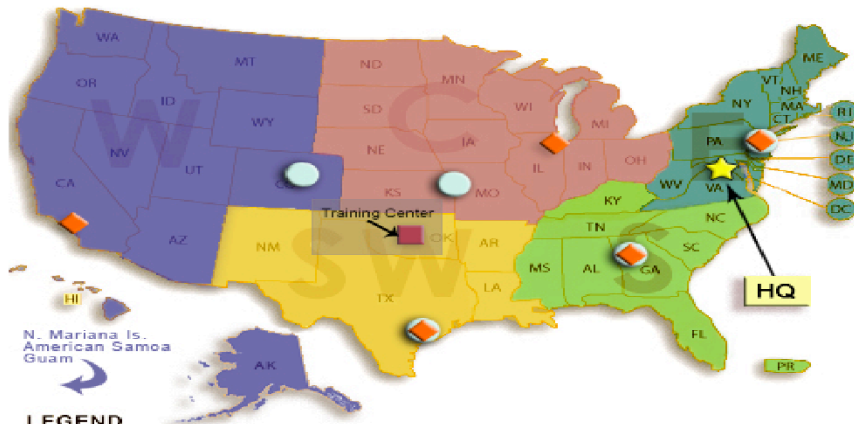 WA
MT
ND
MN
ME
VT
NH
OR
ID
SD
WI
NY
MA
RI
WY
MI
CT
W
C
NE
IA
PA
NJ
NV
UT
IL
IN
OH
DE
CA
KS
MO
WV
VA
MD
KY
DC
Training Center
AZ
NM
OK
AR
TN
NC
SC
SW
S
MS
AL
GA
TX
LA
HI
HQ
FL
N. Mariana Is.
American Samoa
Guam
AK
PR
LEGEND